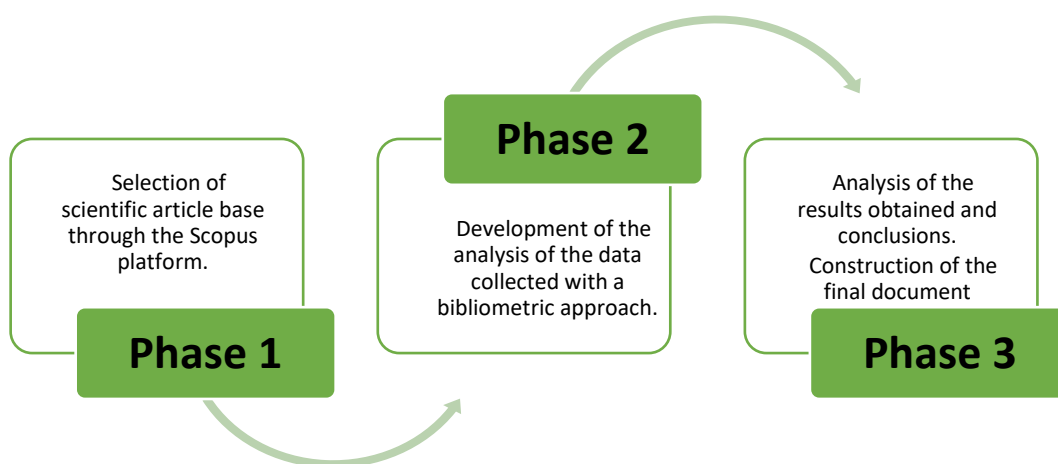 Selection of
scientific article base
through the Scopus
platform.
Phase 1
Phase 2
Development of the
analysis of the data
collected with a
bibliometric approach.
Analysis of the
results obtained and
conclusions.
Construction of the
final document
Phase 3